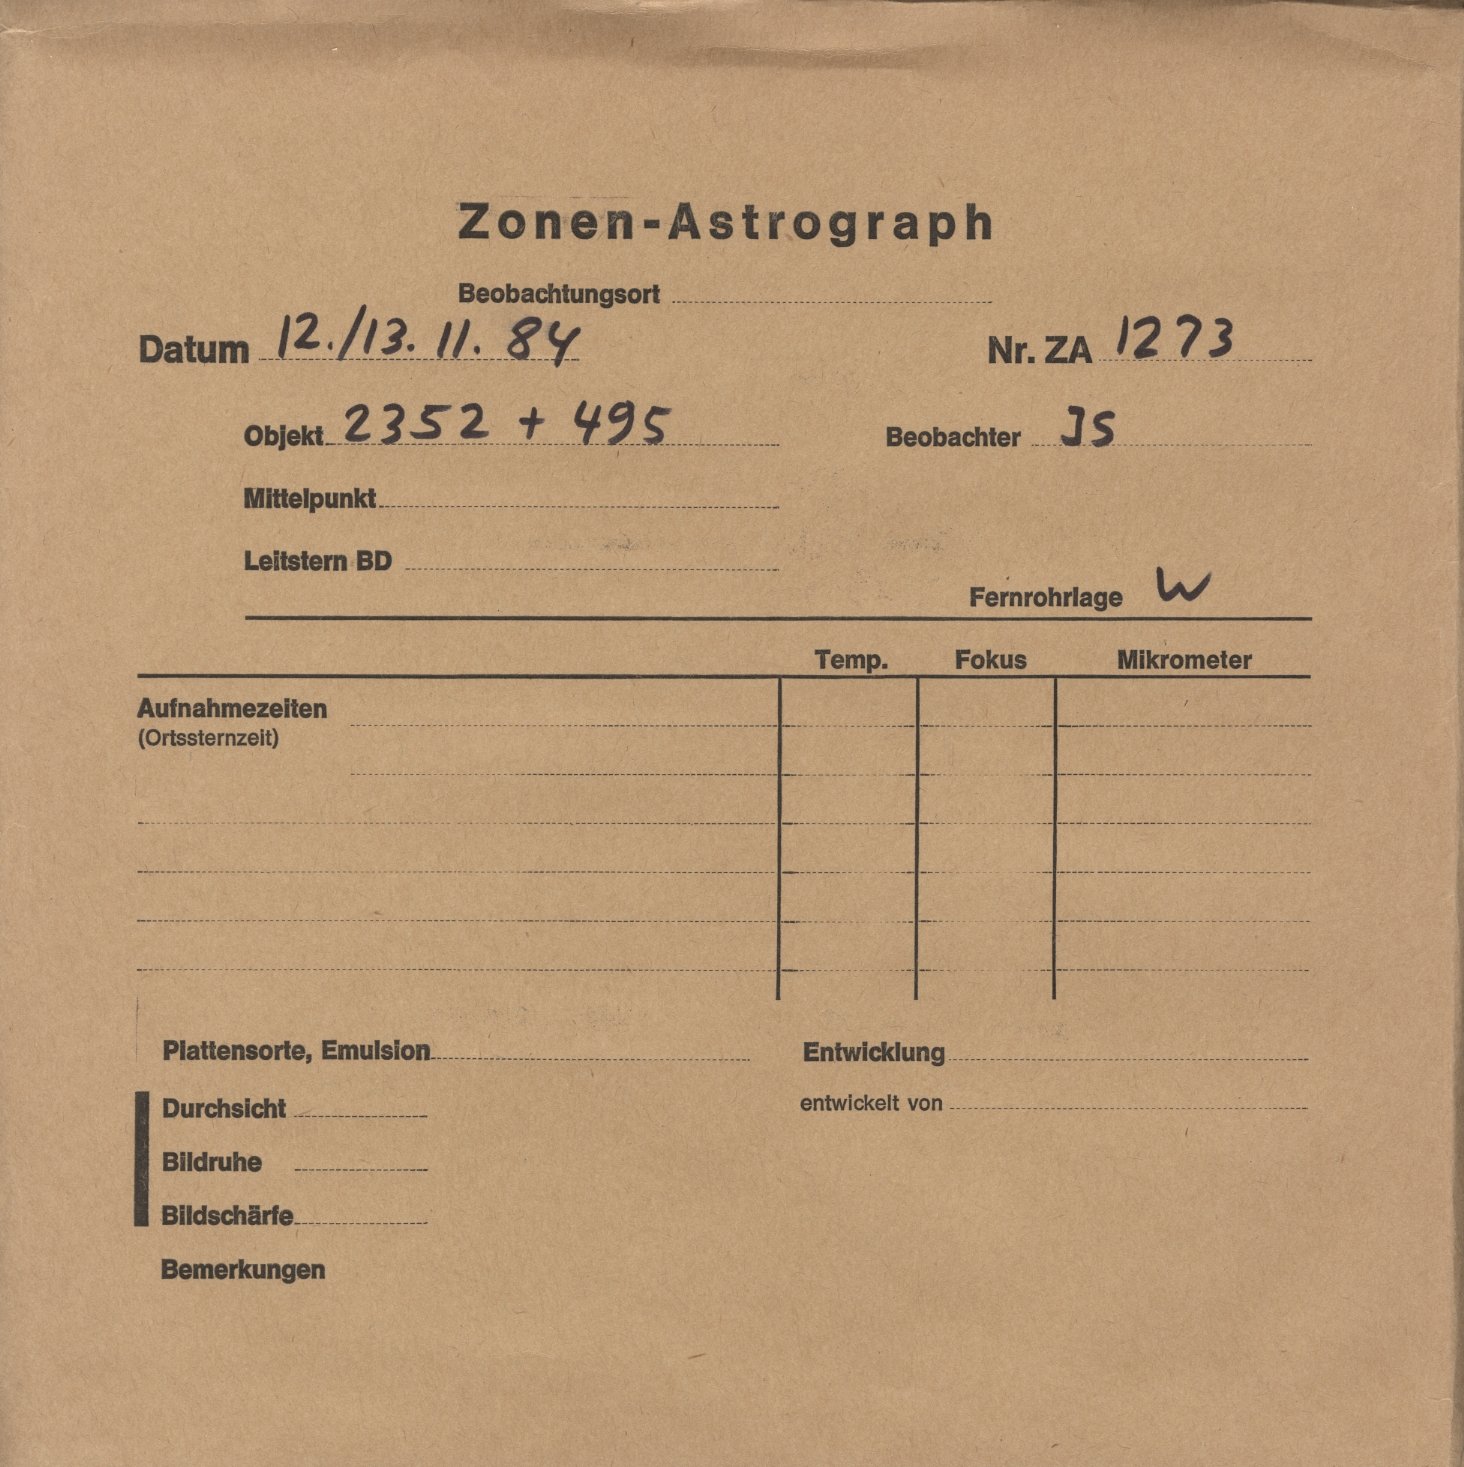 Zonen-Astrograph
Beobachtungsort
Datum 12./13. 11. 84 Nr. ZA 1273
Objekt 2352 + 495 Beobachter JS
Mittelpunkt
Leitstern BD
Fernrohrlage W
Temp. Fokus Mikrometer
Aufnahmezeiten
(Ortssternzeit)
Plattensorte, Emulsion Entwicklung
Durchsicht entwickelt von
Bildruhe
Bildschärfe
Bemerkungen